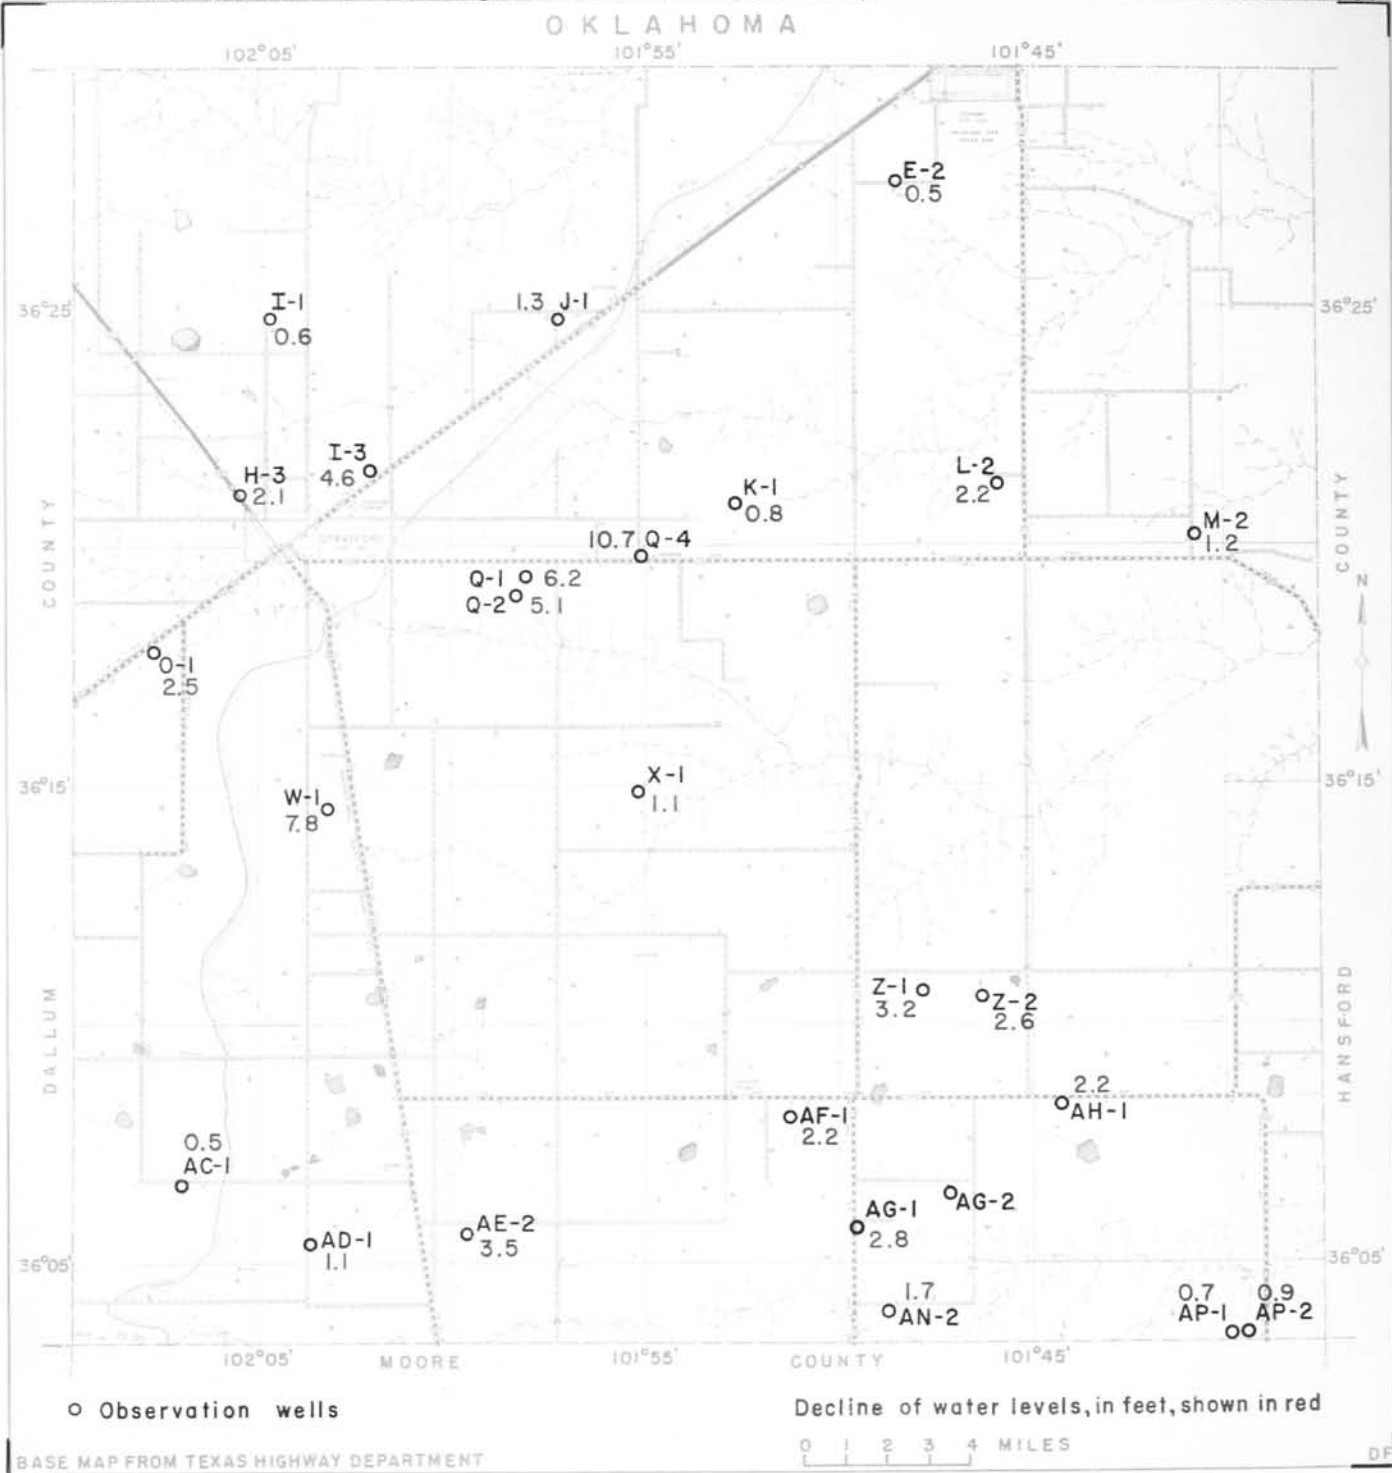 OKLAHOMA
102°05' 101°55' 101°45'
E-2
0.5
36°25' 36°25'
I-1
0.6
1.3 J-1
H-3
2.1
I-3
4.6
K-1
0.8
L-2
2.2
M-2
1.2
10.7 Q-4
Q-1 6.2
Q-2 5.1
COUNTY COUNTY
N
O-1
2.5
36°15' 36°15'
W-1
7.8
X-1
1.1
Z-1
3.2
Z-2
2.6
DALLUM HANSFORD
2.2
AH-1
AF-1
2.2
0.5
AC-1
AG-2
AG-1
2.8
AE-2
3.5
AD-1
1.1
36°05' 36°05'
1.7
AN-2
0.7 0.9
AP-1 AP-2
102°05' MOORE 101°55' COUNTY 101°45'
Observation wells
Decline of water levels, in feet, shown in red
0 1 2 3 4 MILES
BASE MAP FROM TEXAS HIGHWAY DEPARTMENT
DF